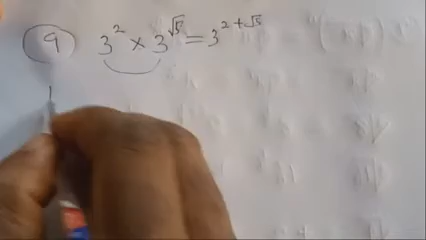 9 3² × 3^√5 = 3^2+√5